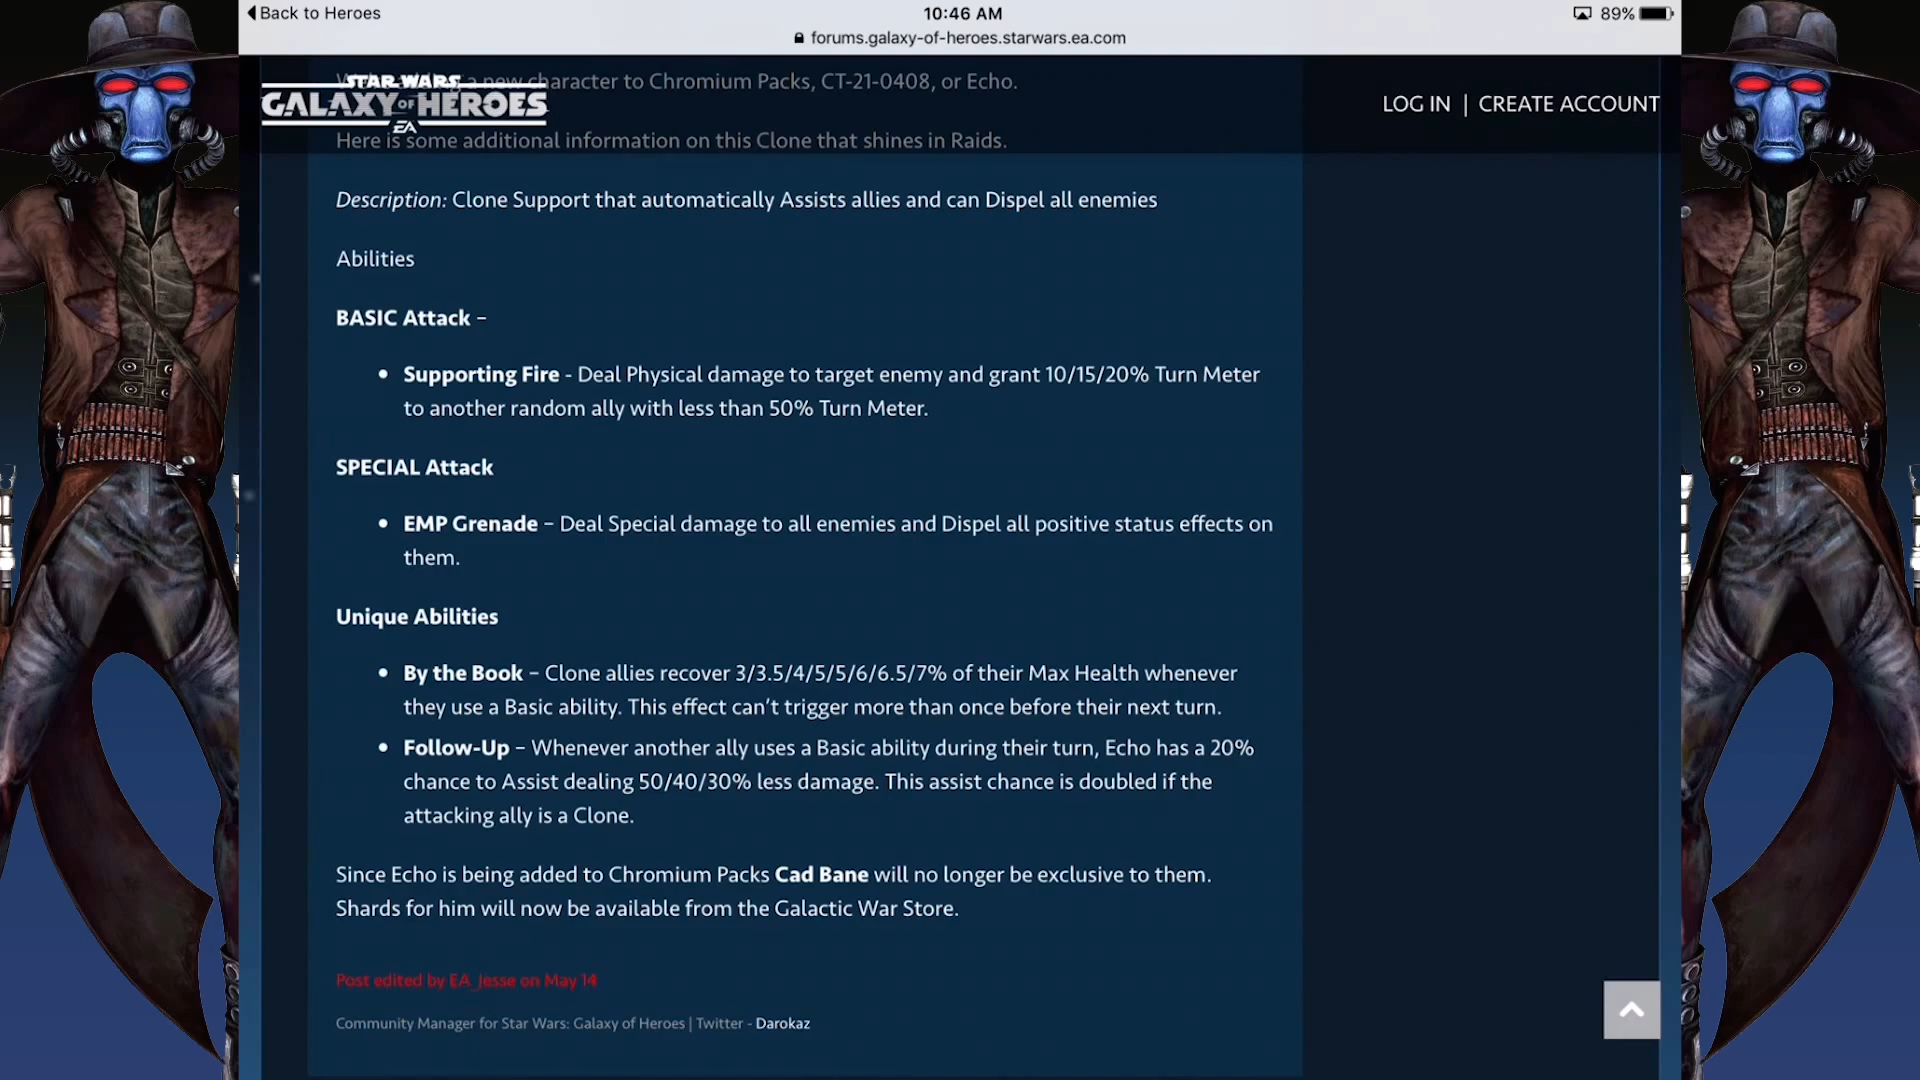 Back to Heroes
10:46 AM
89%
forums.galaxy-of-heroes.starwars.ea.com
a new character to Chromium Packs, CT-21-0408, or Echo.
STAR WARS
GALAXY OF HEROES
EA
LOG IN | CREATE ACCOUNT
Here is some additional information on this Clone that shines in Raids.
Description: Clone Support that automatically Assists allies and can Dispel all enemies
Abilities
BASIC Attack –
• Supporting Fire - Deal Physical damage to target enemy and grant 10/15/20% Turn Meter
to another random ally with less than 50% Turn Meter.
SPECIAL Attack
• EMP Grenade – Deal Special damage to all enemies and Dispel all positive status effects on
them.
Unique Abilities
• By the Book – Clone allies recover 3/3.5/4/5/5/6/6.5/7% of their Max Health whenever
they use a Basic ability. This effect can't trigger more than once before their next turn.
• Follow-Up – Whenever another ally uses a Basic ability during their turn, Echo has a 20%
chance to Assist dealing 50/40/30% less damage. This assist chance is doubled if the
attacking ally is a Clone.
Since Echo is being added to Chromium Packs Cad Bane will no longer be exclusive to them.
Shards for him will now be available from the Galactic War Store.
Post edited by EA_Jesse on May 14
Community Manager for Star Wars: Galaxy of Heroes | Twitter - Darokaz